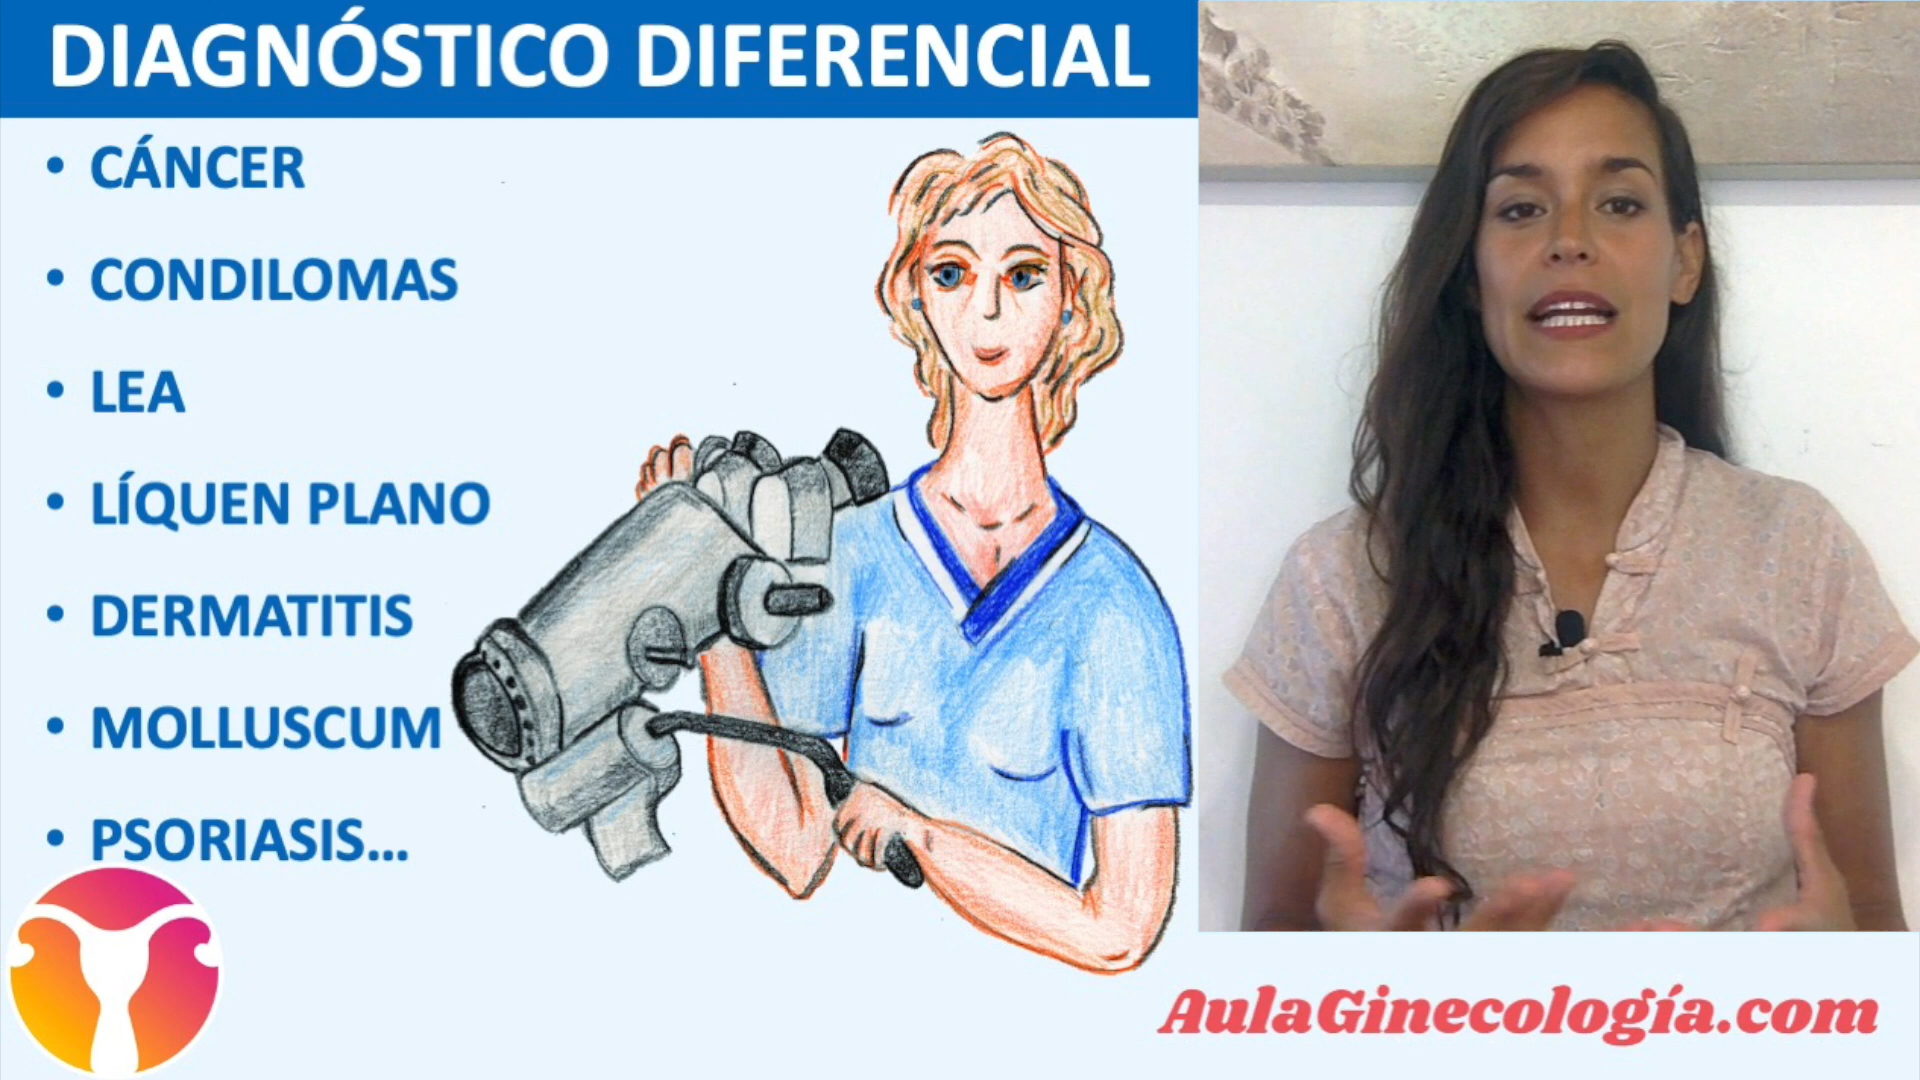 DIAGNÓSTICO DIFERENCIAL
• CÁNCER
• CONDILOMAS
• LEA
• LÍQUEN PLANO
• DERMATITIS
• MOLLUSCUM
• PSORIASIS...
AulaGinecología.com